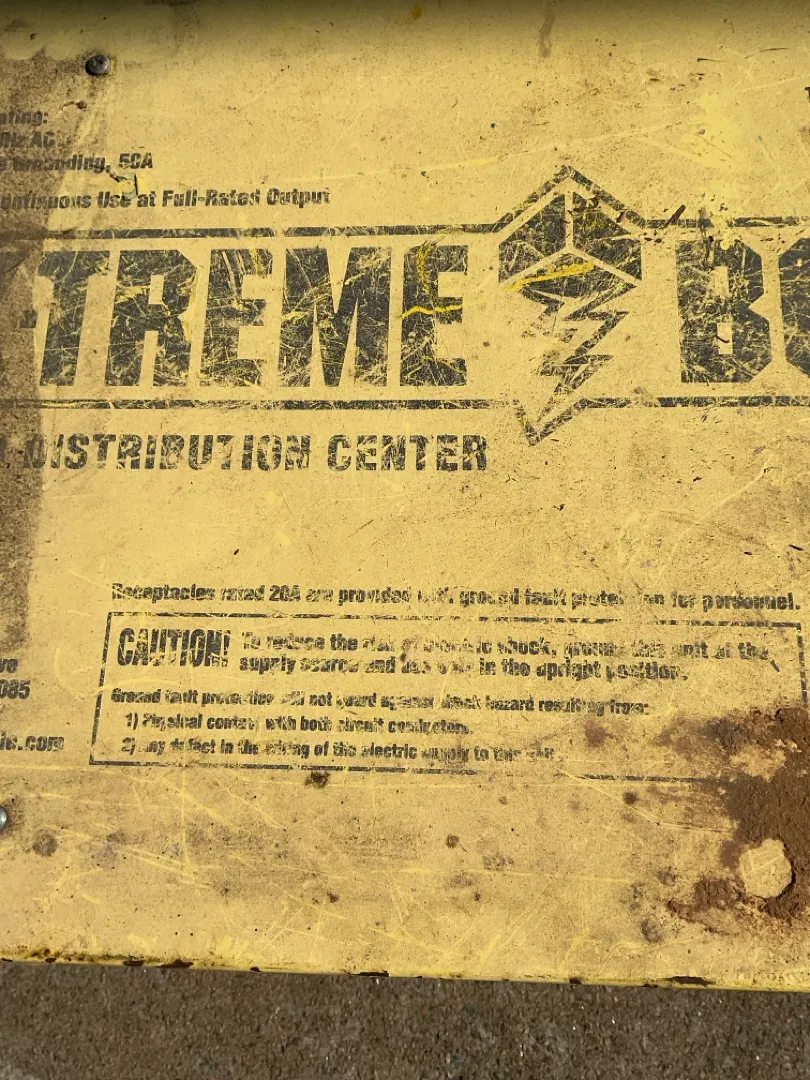 ating:
Hz AC
Grounding, 50A
ontinuous Use at Full-Rated Output
TREME BO
DISTRIBUTION CENTER
Receptacles rated 20A are provided with ground fault protection for personnel.
CAUTION! To reduce the risk of electric shock, ground this unit at the
supply source and use only in the upright position.
Ground fault protection will not guard against shock hazard resulting from:
1) Physical contact with both circuit conductors.
2) Any defect in the wiring of the electric supply to this unit.
ve
085
le.com